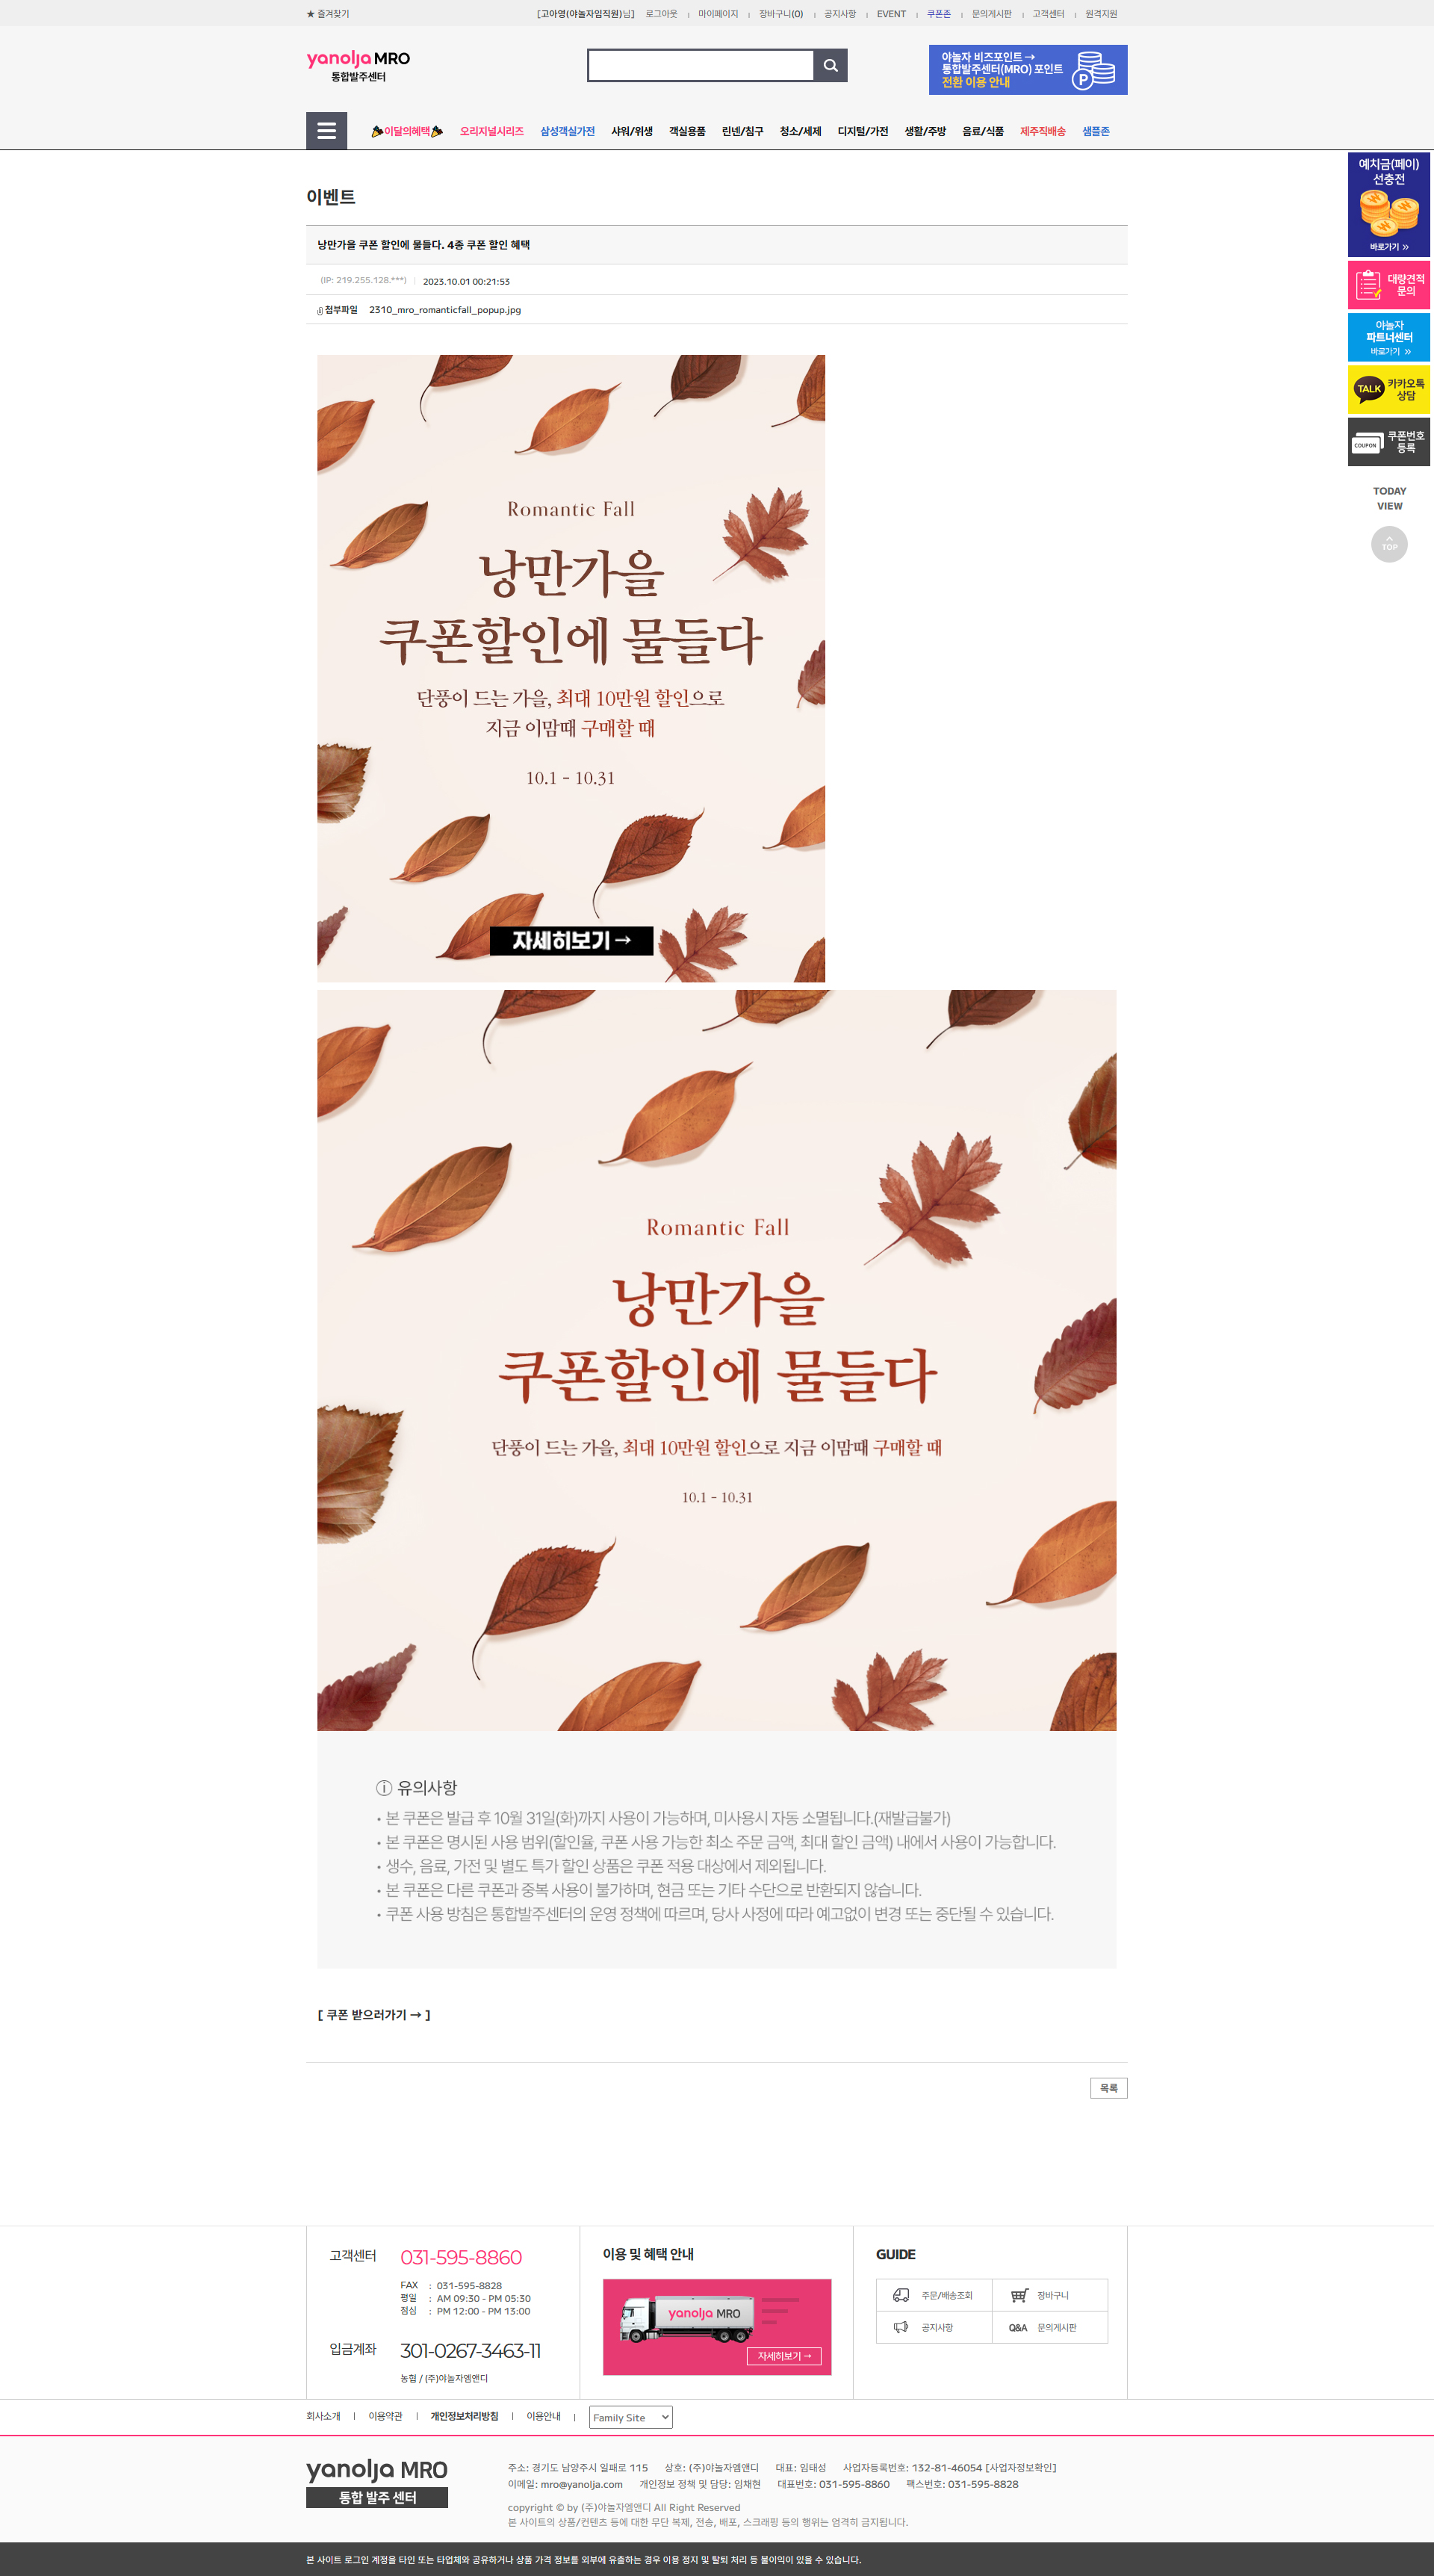 ★ 즐겨찾기
[고아영(야놀자임직원)님] 로그아웃 마이페이지 장바구니(0) 공지사항 EVENT 쿠폰존 문의게시판 고객센터 원격지원
yanolja MRO
통합발주센터
야놀자 비즈포인트 →
통합발주센터(MRO) 포인트
전환 이용 안내
P
이달의혜택 오리지널시리즈 삼성객실가전 샤워/위생 객실용품 린넨/침구 청소/세제 디지털/가전 생활/주방 음료/식품 제주직배송 샘플존
예치금(페이)
선충전
바로가기 »
대량견적
문의
야놀자
파트너센터
바로가기 »
TALK
카카오톡
상담
COUPON
쿠폰번호
등록
TODAY
VIEW
TOP
이벤트
낭만가을 쿠폰 할인에 물들다. 4종 쿠폰 할인 혜택
(IP: 219.255.128.***) 2023.10.01 00:21:53
첨부파일 2310_mro_romanticfall_popup.jpg
Romantic Fall
낭만가을
쿠폰할인에 물들다
단풍이 드는 가을, 최대 10만원 할인으로
지금 이맘때 구매할 때
10.1 - 10.31
자세히보기 →
Romantic Fall
낭만가을
쿠폰할인에 물들다
단풍이 드는 가을, 최대 10만원 할인으로 지금 이맘때 구매할 때
10.1 - 10.31
ⓘ 유의사항
• 본 쿠폰은 발급 후 10월 31일(화)까지 사용이 가능하며, 미사용시 자동 소멸됩니다.(재발급불가)
• 본 쿠폰은 명시된 사용 범위(할인율, 쿠폰 사용 가능한 최소 주문 금액, 최대 할인 금액) 내에서 사용이 가능합니다.
• 생수, 음료, 가전 및 별도 특가 할인 상품은 쿠폰 적용 대상에서 제외됩니다.
• 본 쿠폰은 다른 쿠폰과 중복 사용이 불가하며, 현금 또는 기타 수단으로 반환되지 않습니다.
• 쿠폰 사용 방침은 통합발주센터의 운영 정책에 따르며, 당사 사정에 따라 예고없이 변경 또는 중단될 수 있습니다.
[ 쿠폰 받으러가기 → ]
목록
고객센터 031-595-8860
FAX : 031-595-8828
평일 : AM 09:30 - PM 05:30
점심 : PM 12:00 - PM 13:00
입금계좌 301-0267-3463-11
농협 / (주)야놀자엠앤디
이용 및 혜택 안내
yanolja MRO
자세히보기 →
GUIDE
주문/배송조회 장바구니
공지사항 Q&A 문의게시판
회사소개 | 이용약관 | 개인정보처리방침 | 이용안내 | Family Site
yanolja MRO
통합 발주 센터
주소: 경기도 남양주시 일패로 115 상호: (주)야놀자엠앤디 대표: 임태성 사업자등록번호: 132-81-46054 [사업자정보확인]
이메일: mro@yanolja.com 개인정보 정책 및 담당: 임채현 대표번호: 031-595-8860 팩스번호: 031-595-8828
copyright © by (주)야놀자엠앤디 All Right Reserved
본 사이트의 상품/컨텐츠 등에 대한 무단 복제, 전송, 배포, 스크래핑 등의 행위는 엄격히 금지됩니다.
본 사이트 로그인 계정을 타인 또는 타업체와 공유하거나 상품 가격 정보를 외부에 유출하는 경우 이용 정지 및 탈퇴 처리 등 불이익이 있을 수 있습니다.